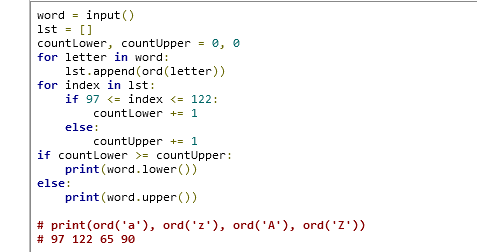 word = input()
lst = []
countLower, countUpper = 0, 0
for letter in word:
    lst.append(ord(letter))
for index in lst:
    if 97 <= index <= 122:
        countLower += 1
    else:
        countUpper += 1
if countLower >= countUpper:
    print(word.lower())
else:
    print(word.upper())

# print(ord('a'), ord('z'), ord('A'), ord('Z'))
# 97 122 65 90